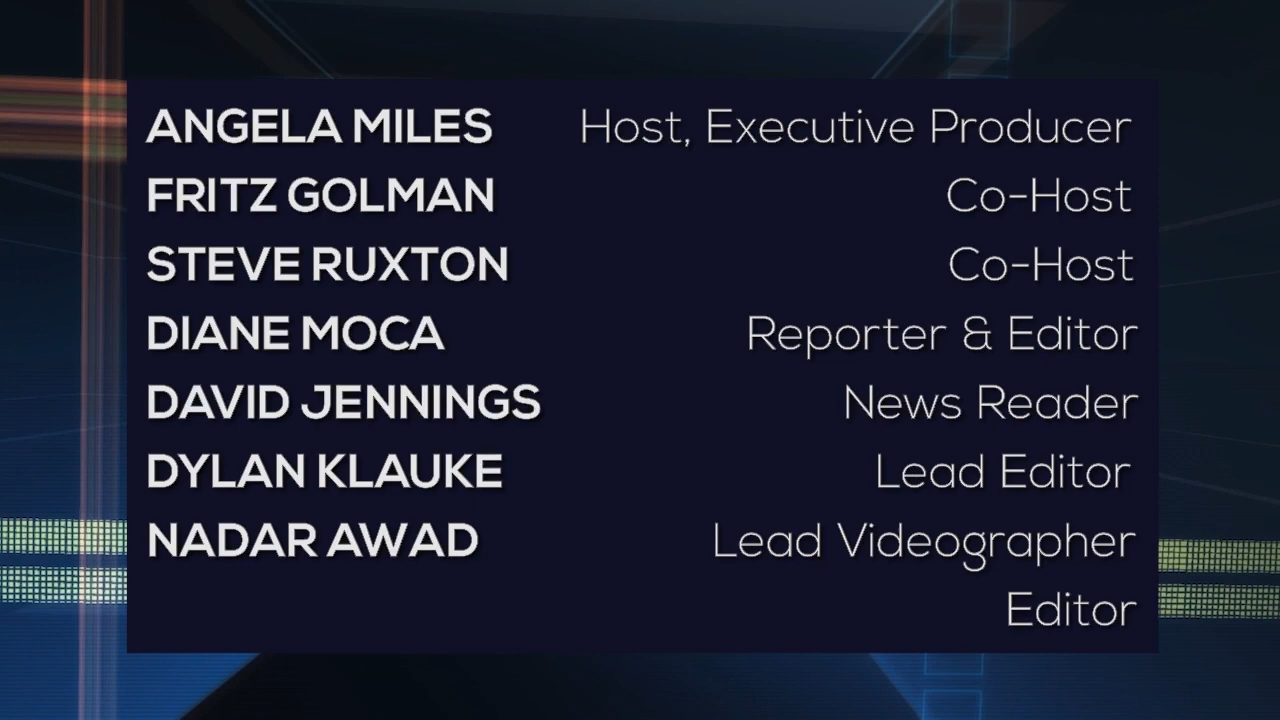 ANGELA MILES Host, Executive Producer
FRITZ GOLMAN Co-Host
STEVE RUXTON Co-Host
DIANE MOCA Reporter & Editor
DAVID JENNINGS News Reader
DYLAN KLAUKE Lead Editor
NADAR AWAD Lead Videographer
Editor